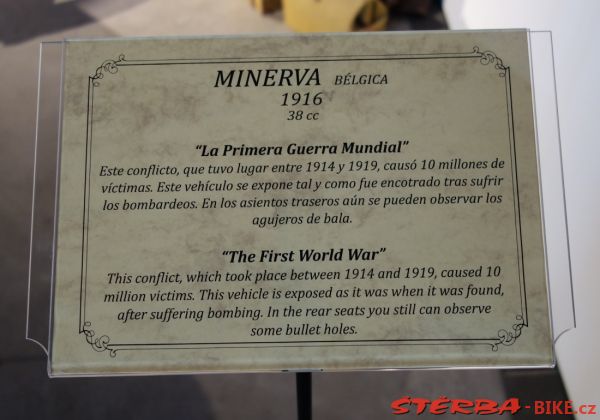 MINERVA BÉLGICA
1916
38 cc
“La Primera Guerra Mundial”
Este conflicto, que tuvo lugar entre 1914 y 1919, causó 10 millones de
víctimas. Este vehículo se expone tal y como fue encotrado tras sufrir
los bombardeos. En los asientos traseros aún se pueden observar los
agujeros de bala.
“The First World War”
This conflict, which took place between 1914 and 1919, caused 10
million victims. This vehicle is exposed as it was when it was found,
after suffering bombing. In the rear seats you still can observe
some bullet holes.
ŠTĚRBA-BIKE.cz